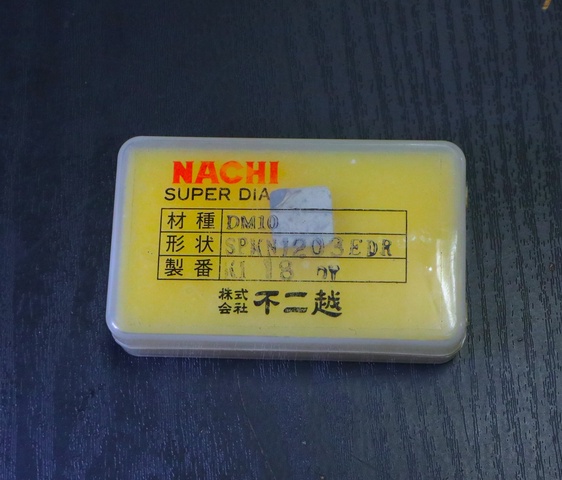 NACHI
SUPER DiA
材種 DM10
形状 SPKN1203EDR
製番
株式会社 不二越